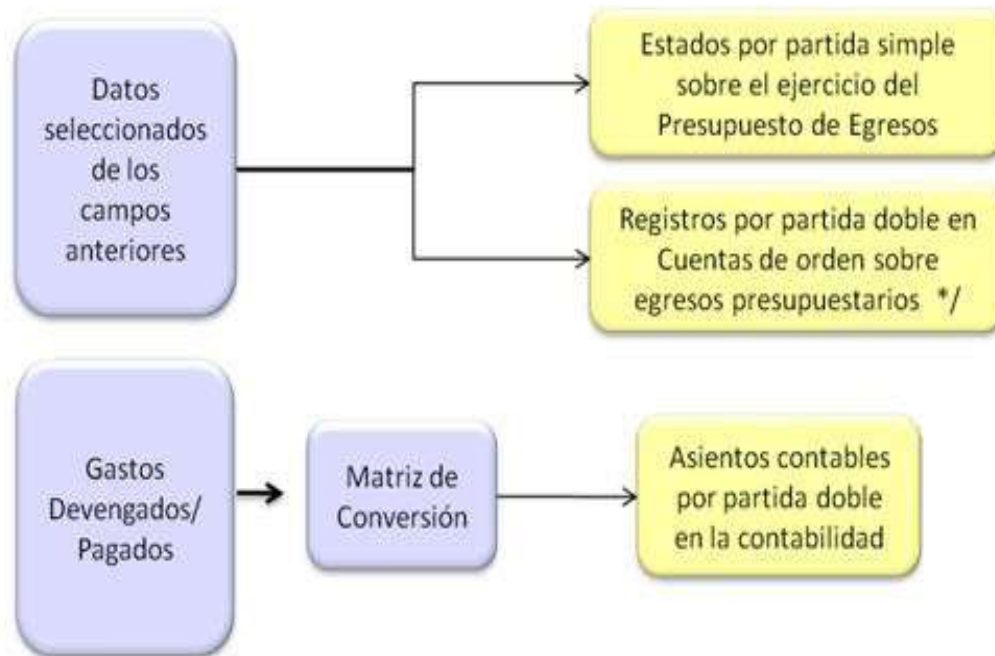 Datos
seleccionados
de los
campos
anteriores
Estados por partida simple
sobre el ejercicio del
Presupuesto de Egresos
Registros por partida doble en
Cuentas de orden sobre
egresos presupuestarios */
Gastos
Devengados/
Pagados
Matriz de
Conversión
Asientos contables
por partida doble
en la contabilidad